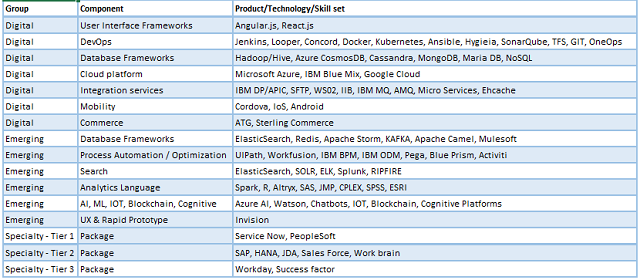 Group Component Product/Technology/Skill set
Digital User Interface Frameworks Angular.js, React.js
Digital DevOps Jenkins, Looper, Concord, Docker, Kubernetes, Ansible, Hygieia, SonarQube, TFS, GIT, OneOps
Digital Database Frameworks Hadoop/Hive, Azure CosmosDB, Cassandra, MongoDB, Maria DB, NoSQL
Digital Cloud platform Microsoft Azure, IBM Blue Mix, Google Cloud
Digital Integration services IBM DP/APIC, SFTP, WS02, IIB, IBM MQ, AMQ, Micro Services, Ehcache
Digital Mobility Cordova, IoS, Android
Digital Commerce ATG, Sterling Commerce
Emerging Database Frameworks ElasticSearch, Redis, Apache Storm, KAFKA, Apache Camel, Mulesoft
Emerging Process Automation / Optimization UIPath, Workfusion, IBM BPM, IBM ODM, Pega, Blue Prism, Activiti
Emerging Search ElasticSearch, SOLR, ELK, Splunk, RIPFIRE
Emerging Analytics Language Spark, R, Altryx, SAS, JMP, CPLEX, SPSS, ESRI
Emerging AI, ML, IOT, Blockchain, Cognitive Azure AI, Watson, Chatbots, IOT, Blockchain, Cognitive Platforms
Emerging UX & Rapid Prototype Invision
Specialty - Tier 1 Package Service Now, PeopleSoft
Specialty - Tier 2 Package SAP, HANA, JDA, Sales Force, Work brain
Specialty - Tier 3 Package Workday, Success factor